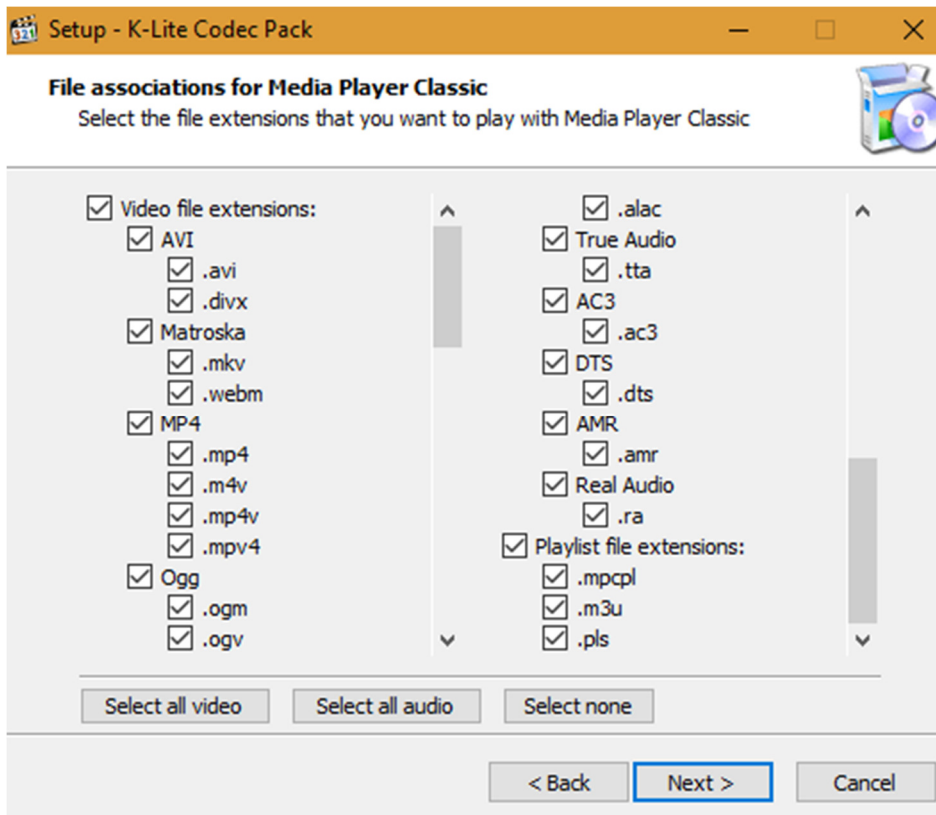 Setup - K-Lite Codec Pack
File associations for Media Player Classic
Select the file extensions that you want to play with Media Player Classic
Video file extensions:
AVI
.avi
.divx
Matroska
.mkv
.webm
MP4
.mp4
.m4v
.mp4v
.mpv4
Ogg
.ogm
.ogv
.alac
True Audio
.tta
AC3
.ac3
DTS
.dts
AMR
.amr
Real Audio
.ra
Playlist file extensions:
.mpcpl
.m3u
.pls
Select all video
Select all audio
Select none
< Back
Next >
Cancel